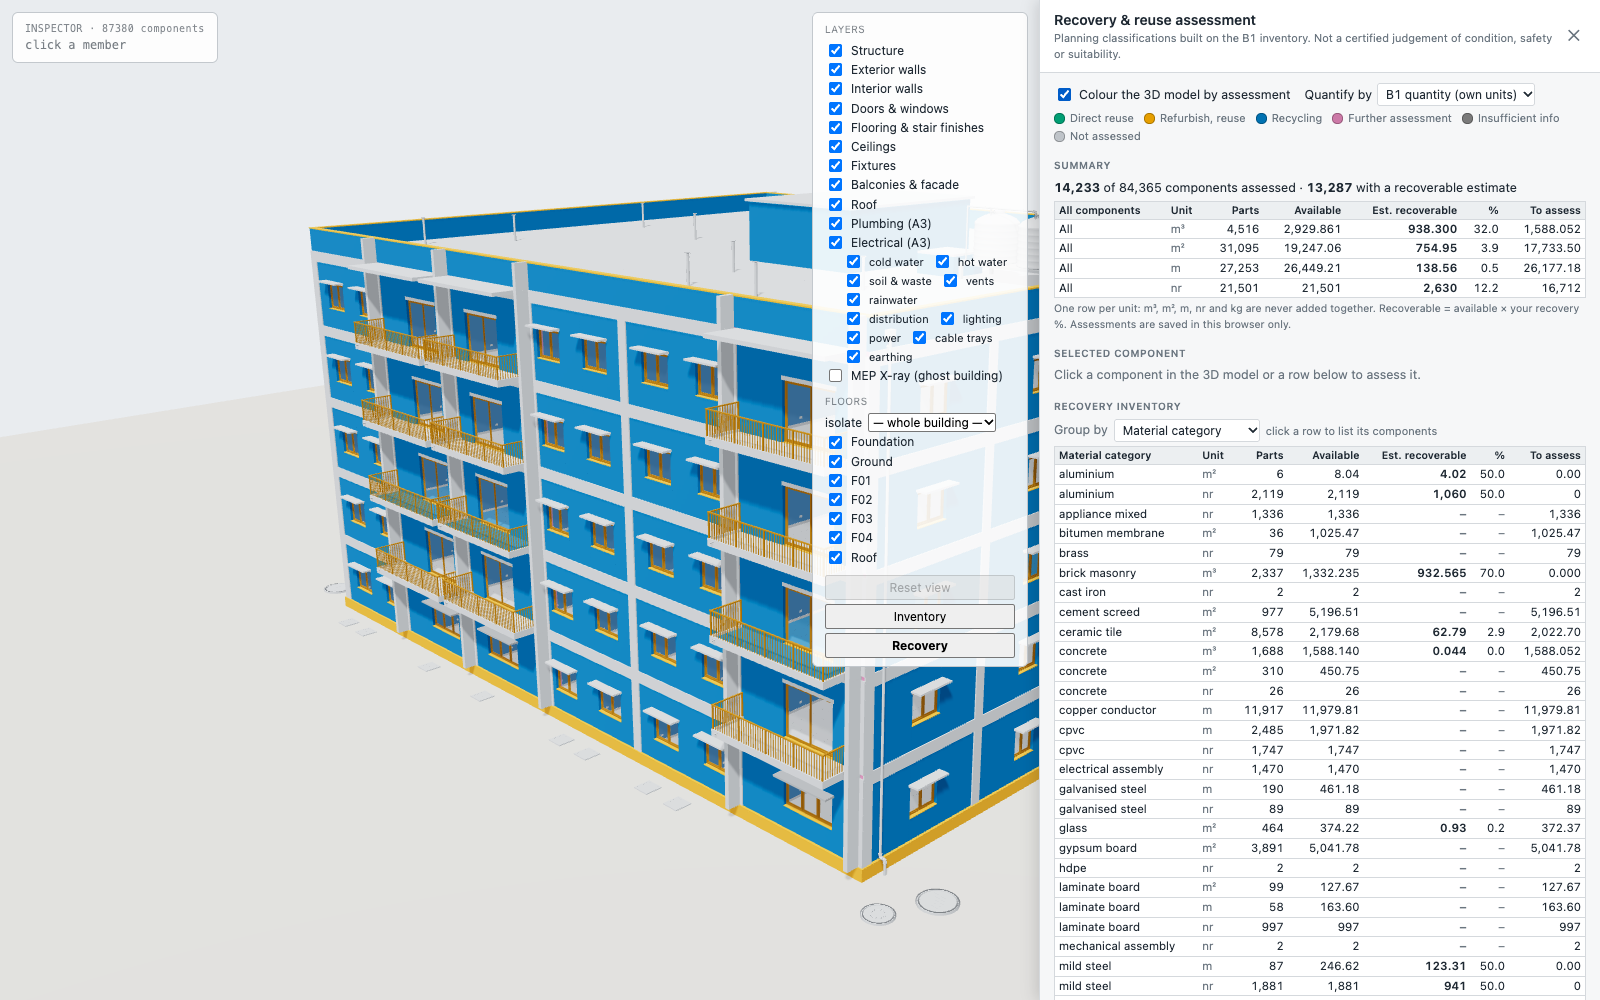 INSPECTOR · 87380 components
click a member
LAYERS
Structure
Exterior walls
Interior walls
Doors & windows
Flooring & stair finishes
Ceilings
Fixtures
Balconies & facade
Roof
Plumbing (A3)
Electrical (A3)
cold water hot water
soil & waste vents
rainwater
distribution lighting
power cable trays
earthing
MEP X-ray (ghost building)
FLOORS
isolate — whole building —
Foundation
Ground
F01
F02
F03
F04
Roof
Reset view
Inventory
Recovery
Recovery & reuse assessment
Planning classifications built on the B1 inventory. Not a certified judgement of condition, safety
or suitability.
Colour the 3D model by assessment Quantify by B1 quantity (own units)
Direct reuse Refurbish, reuse Recycling Further assessment Insufficient info
Not assessed
SUMMARY
14,233 of 84,365 components assessed · 13,287 with a recoverable estimate
All components Unit Parts Available Est. recoverable % To assess
All m³ 4,516 2,929.861 938.300 32.0 1,588.052
All m² 31,095 19,247.06 754.95 3.9 17,733.50
All m 27,253 26,449.21 138.56 0.5 26,177.18
All nr 21,501 21,501 2,630 12.2 16,712
One row per unit: m³, m², m, nr and kg are never added together. Recoverable = available × your recovery
%. Assessments are saved in this browser only.
SELECTED COMPONENT
Click a component in the 3D model or a row below to assess it.
RECOVERY INVENTORY
Group by Material category click a row to list its components
Material category Unit Parts Available Est. recoverable % To assess
aluminium m² 6 8.04 4.02 50.0 0.00
aluminium nr 2,119 2,119 1,060 50.0 0
appliance mixed nr 1,336 1,336 – – 1,336
bitumen membrane m² 36 1,025.47 – – 1,025.47
brass nr 79 79 – – 79
brick masonry m³ 2,337 1,332.235 932.565 70.0 0.000
cast iron nr 2 2 – – 2
cement screed m² 977 5,196.51 – – 5,196.51
ceramic tile m² 8,578 2,179.68 62.79 2.9 2,022.70
concrete m³ 1,688 1,588.140 0.044 0.0 1,588.052
concrete m² 310 450.75 – – 450.75
concrete nr 26 26 – – 26
copper conductor m 11,917 11,979.81 – – 11,979.81
cpvc m 2,485 1,971.82 – – 1,971.82
cpvc nr 1,747 1,747 – – 1,747
electrical assembly nr 1,470 1,470 – – 1,470
galvanised steel m 190 461.18 – – 461.18
galvanised steel nr 89 89 – – 89
glass m² 464 374.22 0.93 0.2 372.37
gypsum board m² 3,891 5,041.78 – – 5,041.78
hdpe nr 2 2 – – 2
laminate board m² 99 127.67 – – 127.67
laminate board m 58 163.60 – – 163.60
laminate board nr 997 997 – – 997
mechanical assembly nr 2 2 – – 2
mild steel m 87 246.62 123.31 50.0 0.00
mild steel nr 1,881 1,881 941 50.0 0